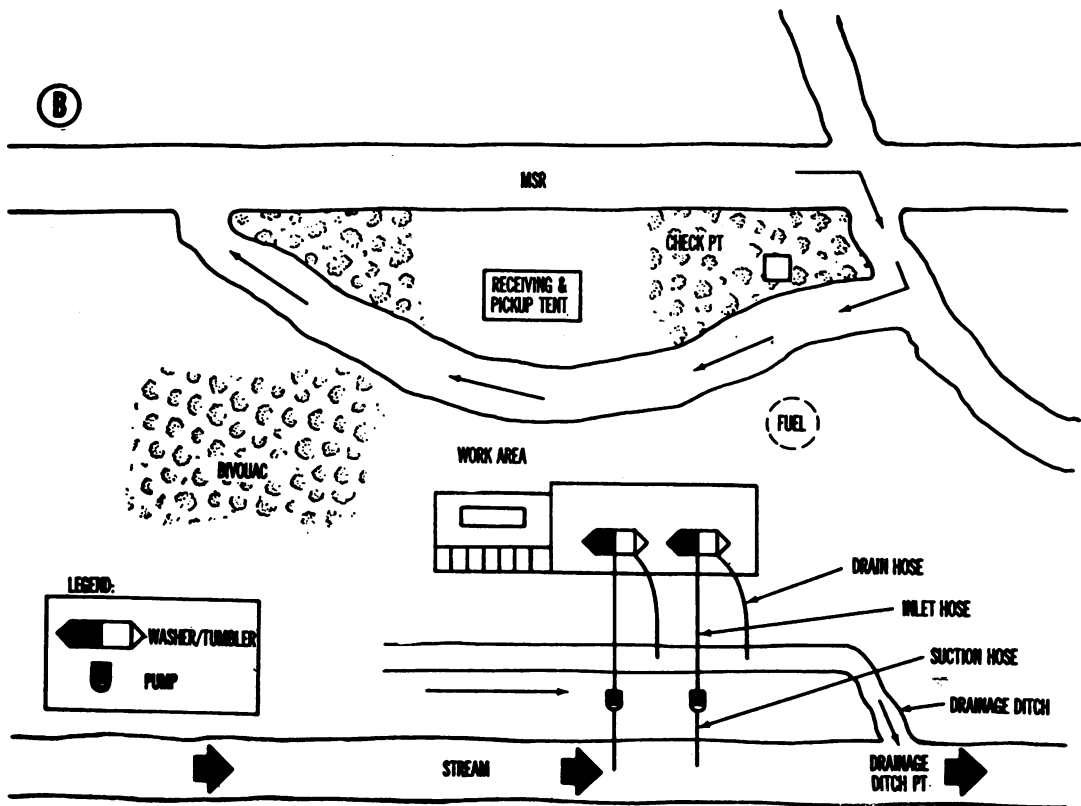 B
MSR
CHECK PT
RECEIVING &
PICKUP TENT
FUEL
WORK AREA
BIVOUAC
DRAIN HOSE
LEGEND:
INLET HOSE
WASHER/TUMBLER
SUCTION HOSE
PUMP
DRAINAGE DITCH
STREAM
DRAINAGE
DITCH PT